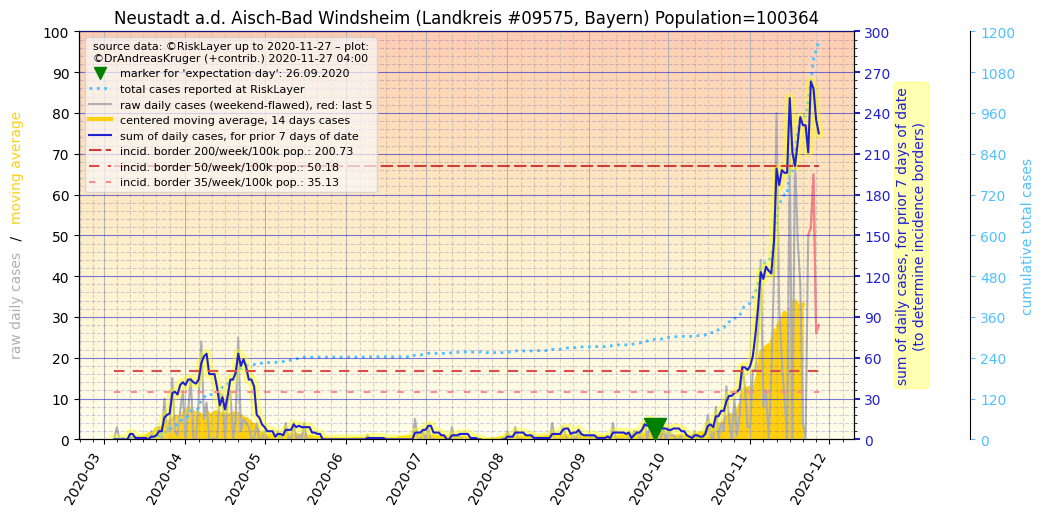 Neustadt a.d. Aisch-Bad Windsheim (Landkreis #09575, Bayern) Population=100364
source data: ©RiskLayer up to 2020-11-27 – plot:
©DrAndreasKruger (+contrib.) 2020-11-27 04:00
marker for 'expectation day': 26.09.2020
total cases reported at RiskLayer
raw daily cases (weekend-flawed), red: last 5
centered moving average, 14 days cases
sum of daily cases, for prior 7 days of date
incid. border 200/week/100k pop.: 200.73
incid. border 50/week/100k pop.: 50.18
incid. border 35/week/100k pop.: 35.13
raw daily cases / moving average
100
90
80
70
60
50
40
30
20
10
0
2020-03
2020-04
2020-05
2020-06
2020-07
2020-08
2020-09
2020-10
2020-11
2020-12
300
270
240
210
180
150
120
90
60
30
0
sum of daily cases, for prior 7 days of date
(to determine incidence borders)
1200
1080
960
840
720
600
480
360
240
120
0
cumulative total cases